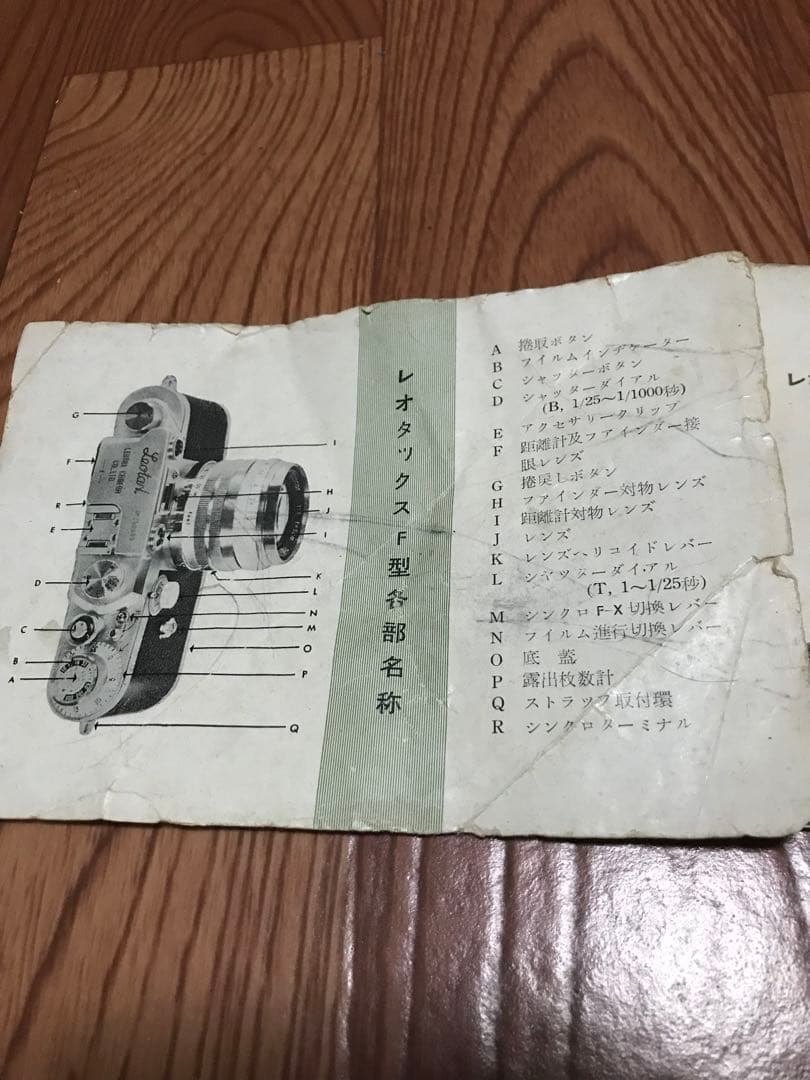 G
F
R
E
D
C
B
A
I
H
J
I
K
L
N
M
O
P
Q
Leotax
レオタックスF型各部名称
A 捲取ボタン
B フイルムインヂケーター
C シャッターボタン
D シャッターダイアル
(B, 1/25〜1/1000秒)
E アクセサリークリップ
F 距離計及ファインダー接
眼レンズ
G 捲戻しボタン
H ファインダー対物レンズ
I 距離計対物レンズ
J レンズ
K レンズヘリコイドレバー
L シャッターダイアル
(T, 1〜1/25秒)
M シンクロF-X切換レバー
N フイルム進行切換レバー
O 底蓋
P 露出枚数計
Q ストラップ取付環
R シンクロターミナル
レ